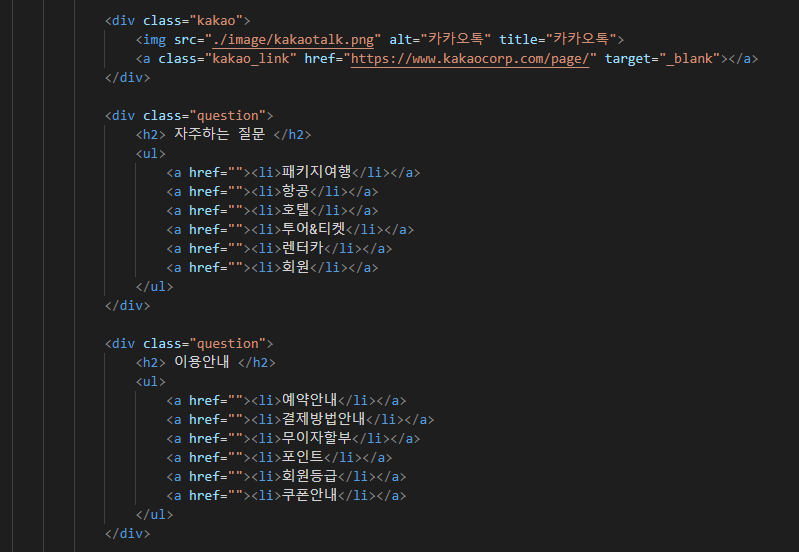 <div class="kakao">
<img src="./image/kakaotalk.png" alt="카카오톡" title="카카오톡">
<a class="kakao_link" href="https://www.kakaocorp.com/page/" target="_blank"></a>
</div>
<div class="question">
<h2> 자주하는 질문 </h2>
<ul>
<a href=""><li>패키지여행</li></a>
<a href=""><li>항공</li></a>
<a href=""><li>호텔</li></a>
<a href=""><li>투어&티켓</li></a>
<a href=""><li>렌터카</li></a>
<a href=""><li>회원</li></a>
</ul>
</div>
<div class="question">
<h2> 이용안내 </h2>
<ul>
<a href=""><li>예약안내</li></a>
<a href=""><li>결제방법안내</li></a>
<a href=""><li>무이자할부</li></a>
<a href=""><li>포인트</li></a>
<a href=""><li>회원등급</li></a>
<a href=""><li>쿠폰안내</li></a>
</ul>
</div>